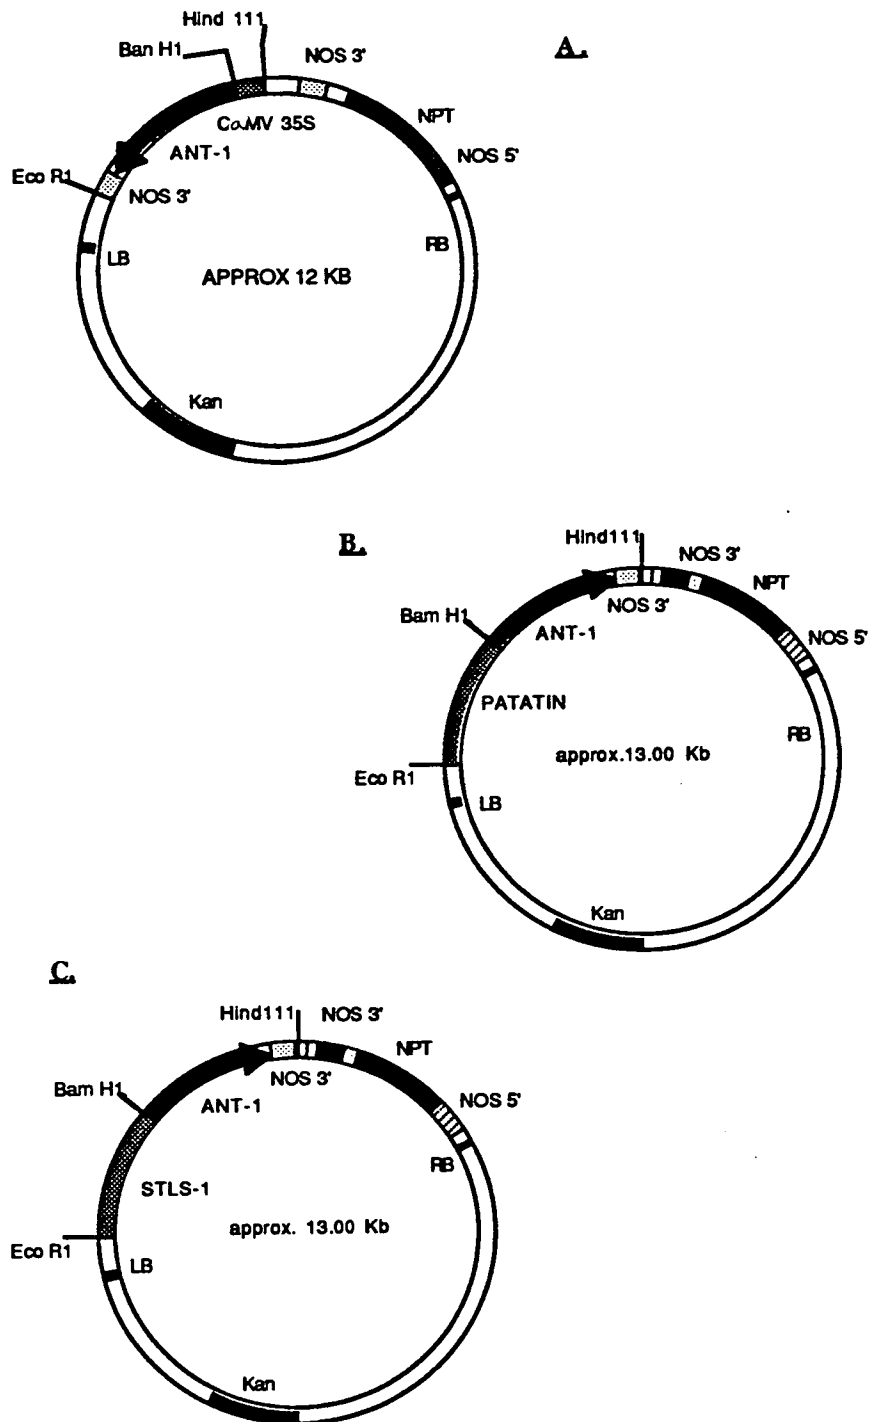 Hind 111
A.
Ban H1
NOS 3'
CaMV 35S
NPT
ANT-1
NOS 5'
Eco R1
NOS 3'
LB
RB
APPROX 12 KB
Kan
B.
Hind111
NOS 3'
NPT
NOS 3'
Bam H1
ANT-1
NOS 5'
PATATIN
RB
approx.13.00 Kb
Eco R1
LB
Kan
C.
Hind111
NOS 3'
NPT
NOS 3'
Bam H1
ANT-1
NOS 5'
RB
STLS-1
approx. 13.00 Kb
Eco R1
LB
Kan